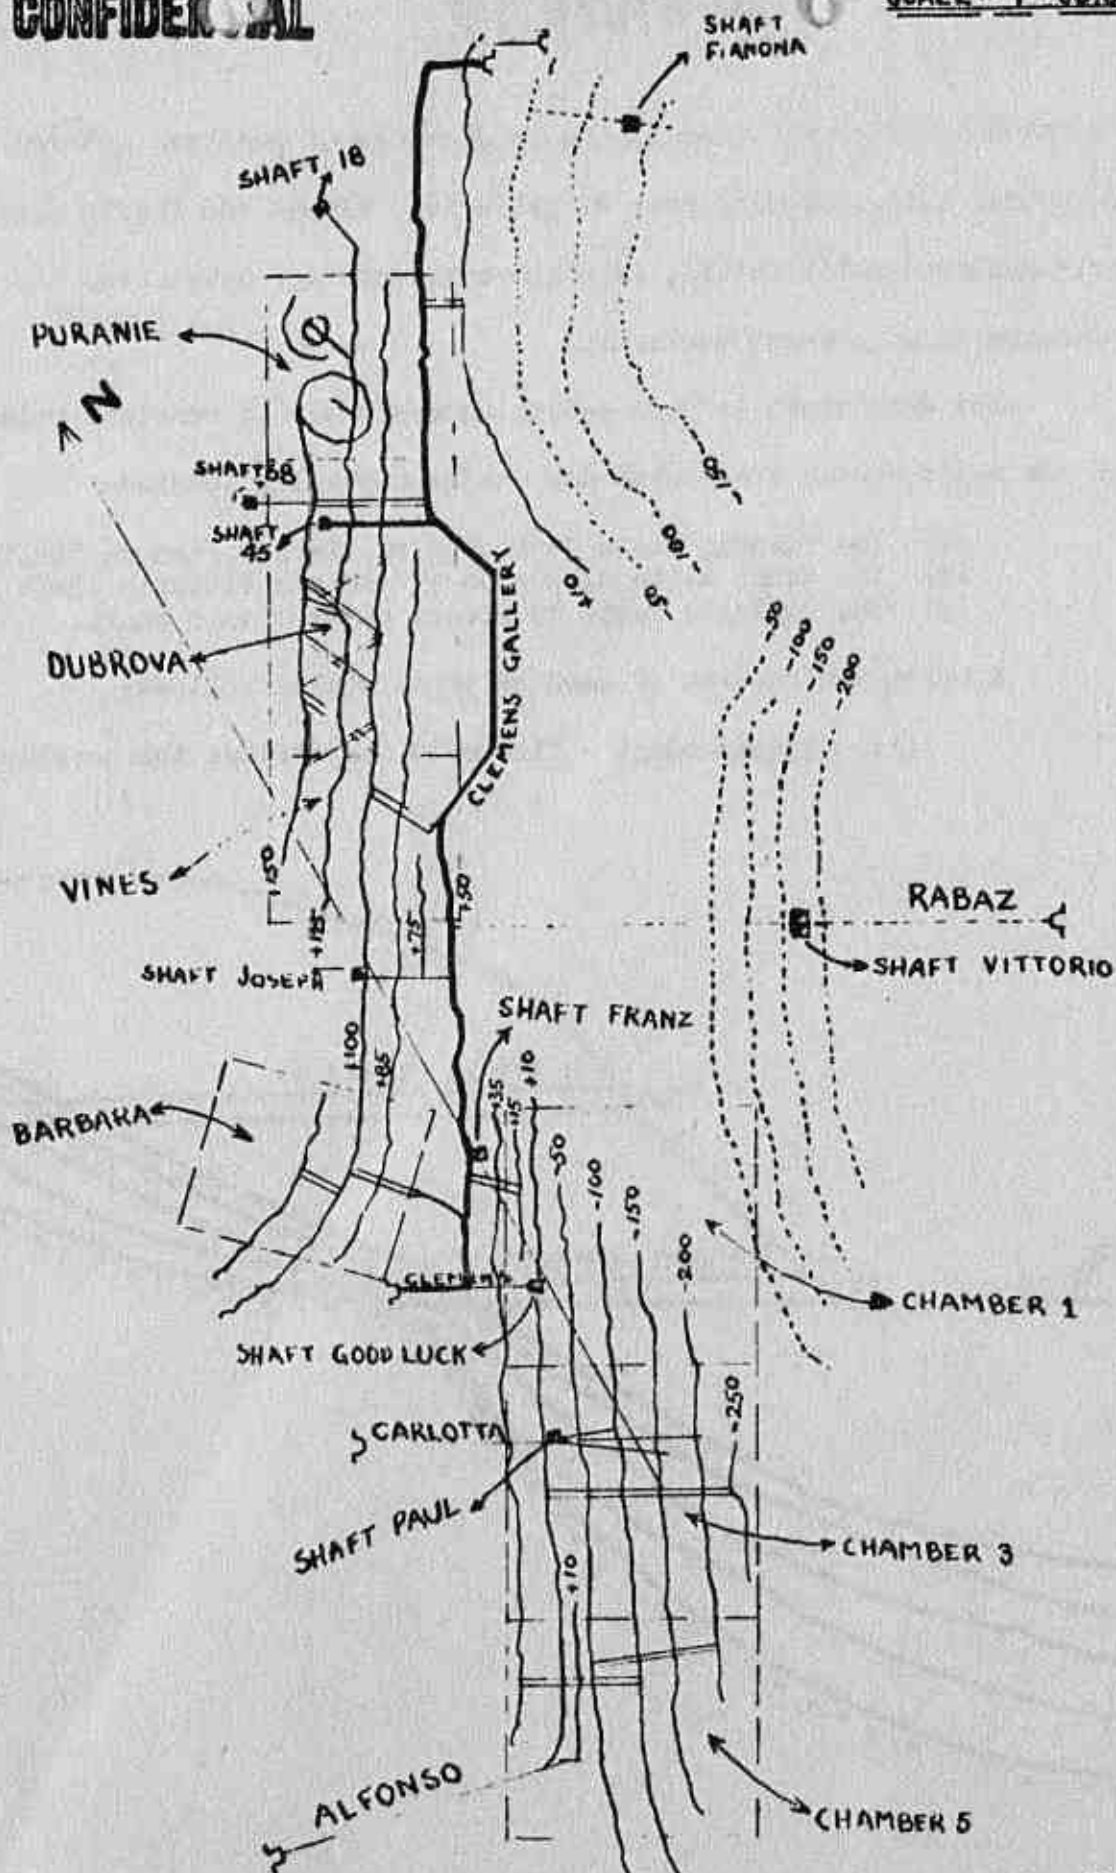 CONFIDENTIAL
SCALE
SHAFT
FIANONA
SHAFT 18
PURANIE
N
SHAFT 88
SHAFT
45
-150
-100
-50
+10
CLEMENS GALLERY
DUBROVA
-50
-100
-150
-200
VINES
150
+125
+75
+50
RABAZ
SHAFT VITTORIO
SHAFT JOSEPH
SHAFT FRANZ
+100
+85
+35
+15
+10
BARBARA
-50
-100
-150
-200
CLEMENS
CHAMBER 1
SHAFT GOOD LUCK
-250
CARLOTTA
SHAFT PAUL
CHAMBER 3
+10
ALFONSO
CHAMBER 5